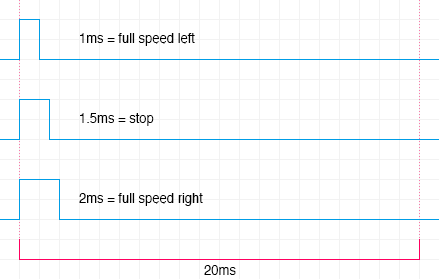 1ms = full speed left
1.5ms = stop
2ms = full speed right
20ms